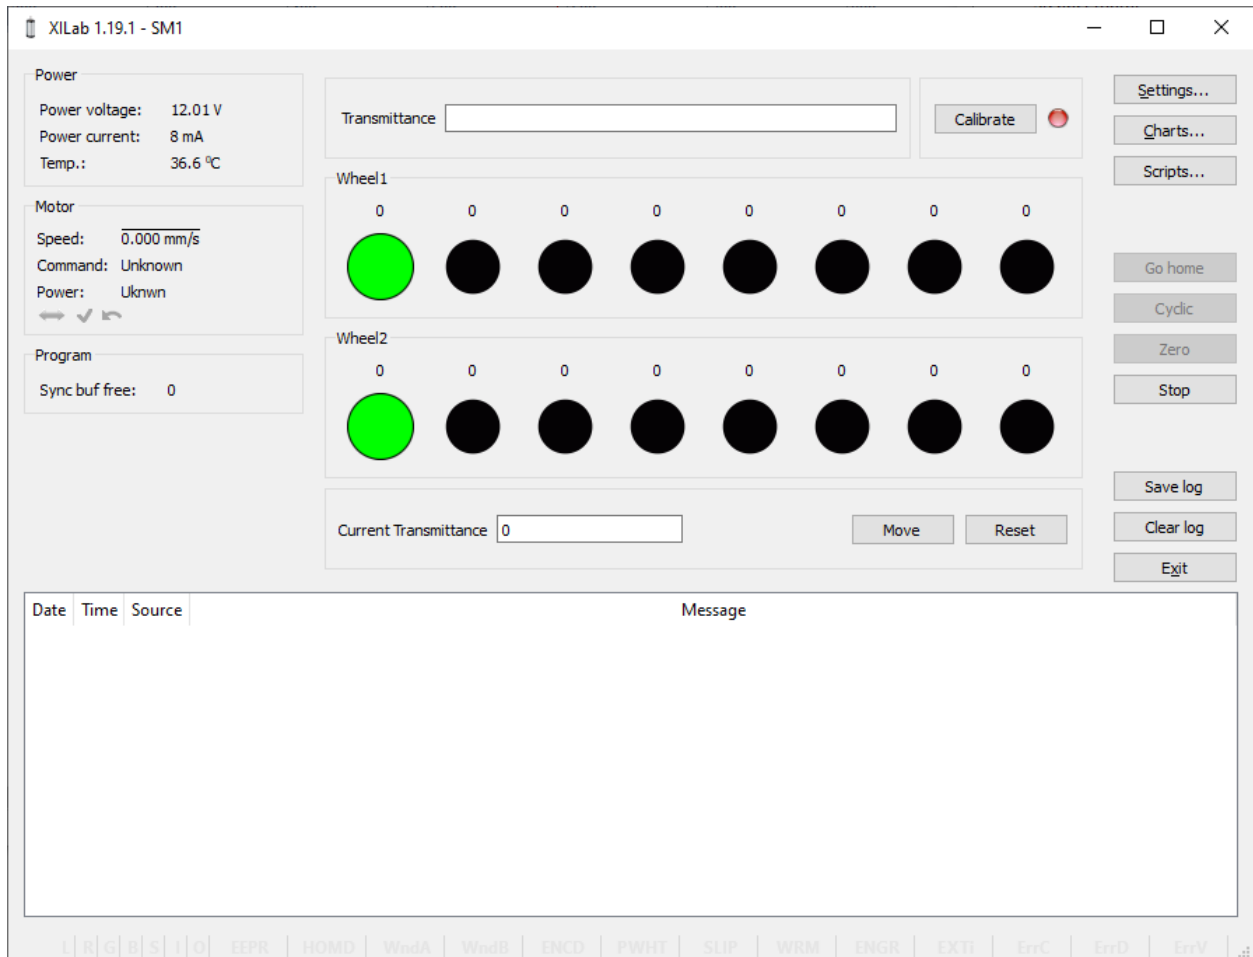 XILab 1.19.1 - SM1
Power
Power voltage: 12.01 V
Power current: 8 mA
Temp.: 36.6 ⁰C
Motor
Speed: 0.000 mm/s
Command: Unknown
Power: Uknwn
Program
Sync buf free: 0
Transmittance
Calibrate
Wheel1
0 0 0 0 0 0 0 0
Wheel2
0 0 0 0 0 0 0 0
Current Transmittance 0
Move Reset
Settings...
Charts...
Scripts...
Go home
Cyclic
Zero
Stop
Save log
Clear log
Exit
Date Time Source Message
L R G B S I O EEPR HOMD WndA WndB ENCD PWHT SLIP WRM ENGR EXTi ErrC ErrD ErrV